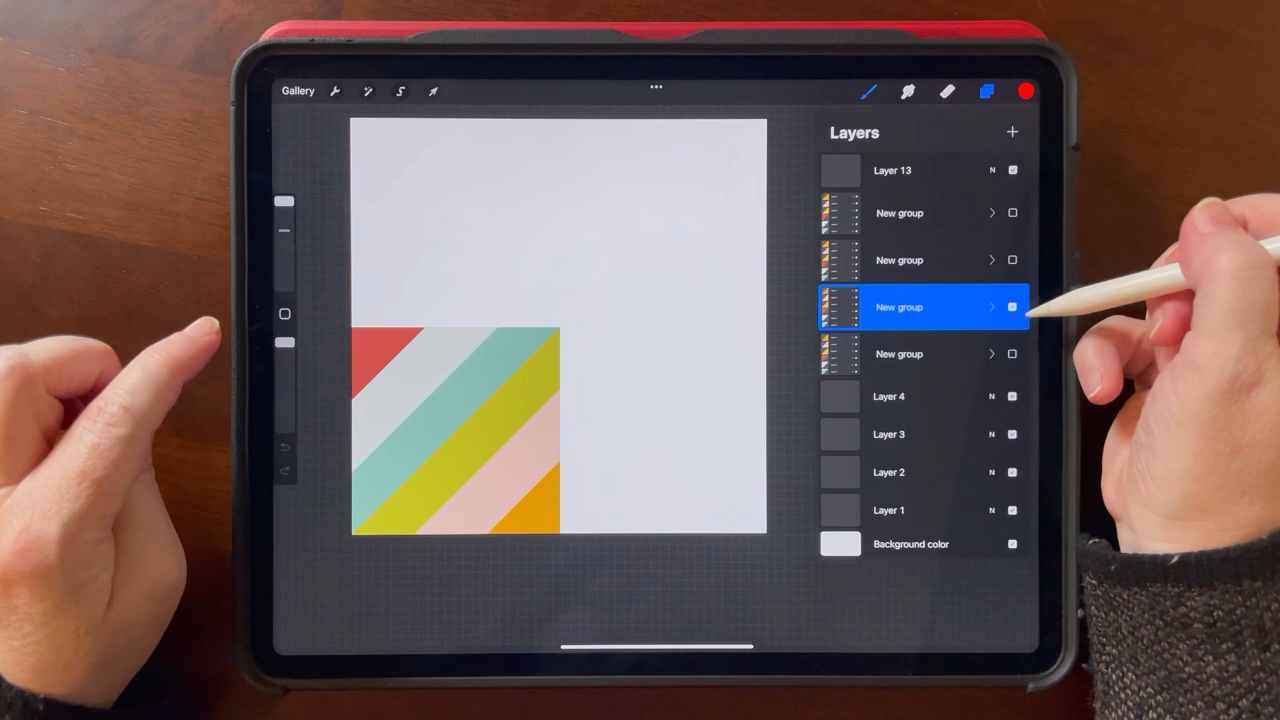 Gallery
Layers
Layer 13 N
New group
New group
New group
New group
Layer 4 N
Layer 3 N
Layer 2 N
Layer 1 N
Background color